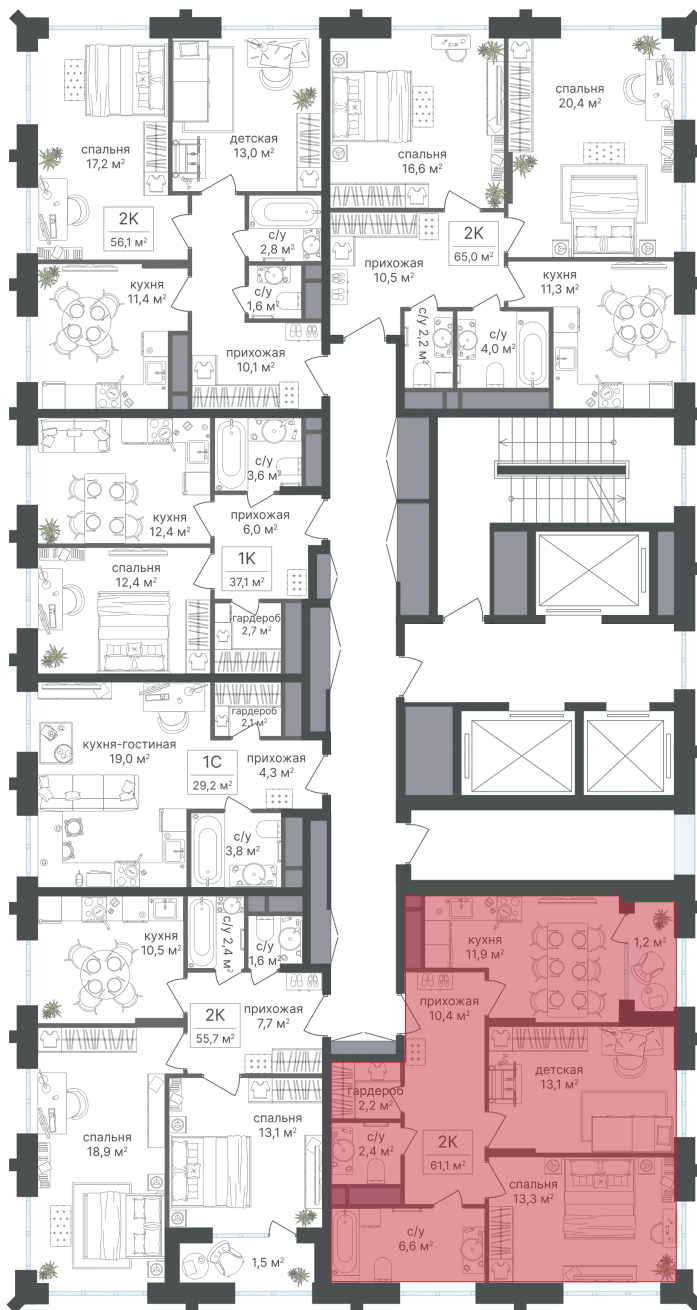 спальня
17,2 м²
детская
13,0 м²
2К
56,1 м²
с/у
2,8 м²
кухня
11,4 м²
с/у
1,6 м²
прихожая
10,1 м²
спальня
16,6 м²
спальня
20,4 м²
2К
65,0 м²
прихожая
10,5 м²
кухня
11,3 м²
с/у 2,2 м²
с/у
4,0 м²
с/у
3,6 м²
кухня
12,4 м²
прихожая
6,0 м²
спальня
12,4 м²
1К
37,1 м²
гардероб
2,7 м²
гардероб
2,1 м²
кухня-гостиная
19,0 м²
1С
29,2 м²
прихожая
4,3 м²
с/у
3,8 м²
кухня
10,5 м²
с/у 2,4 м²
с/у
1,6 м²
2К
55,7 м²
прихожая
7,7 м²
спальня
18,9 м²
спальня
13,1 м²
1,5 м²
кухня
11,9 м²
1,2 м²
прихожая
10,4 м²
детская
13,1 м²
гардероб
2,2 м²
с/у
2,4 м²
2К
61,1 м²
спальня
13,3 м²
с/у
6,6 м²